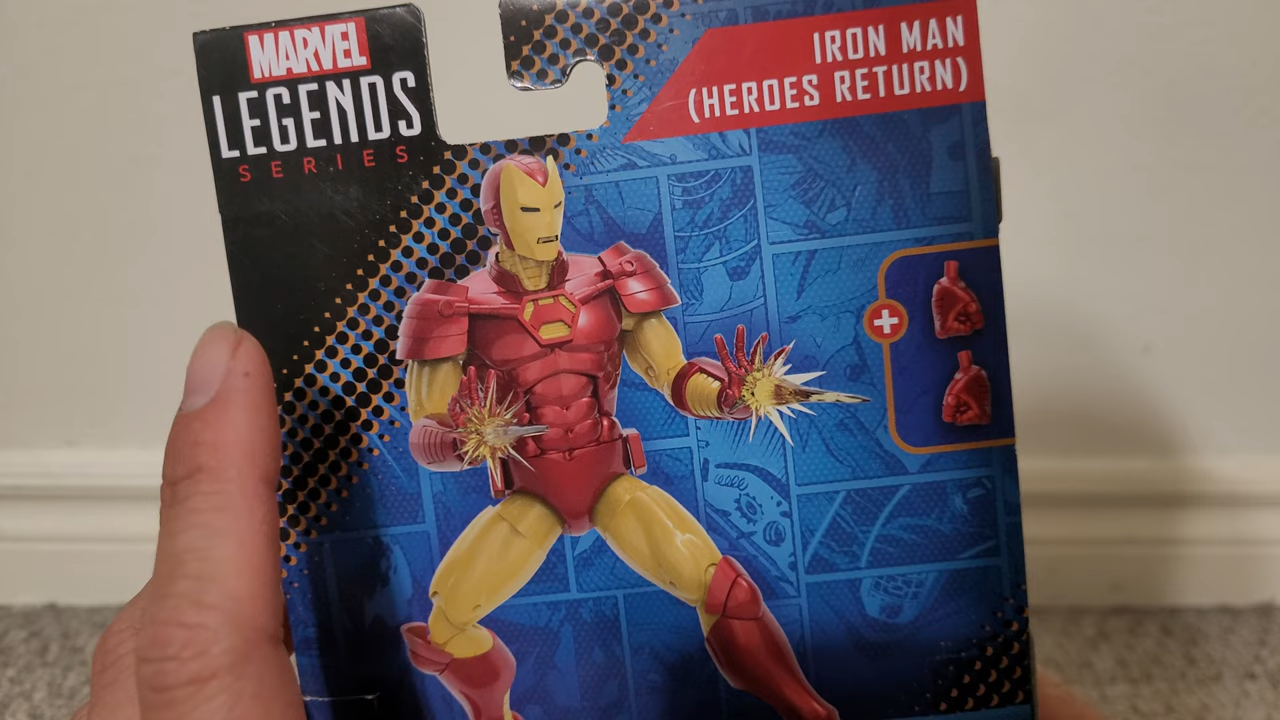 MARVEL
LEGENDS
SERIES
IRON MAN
(HEROES RETURN)